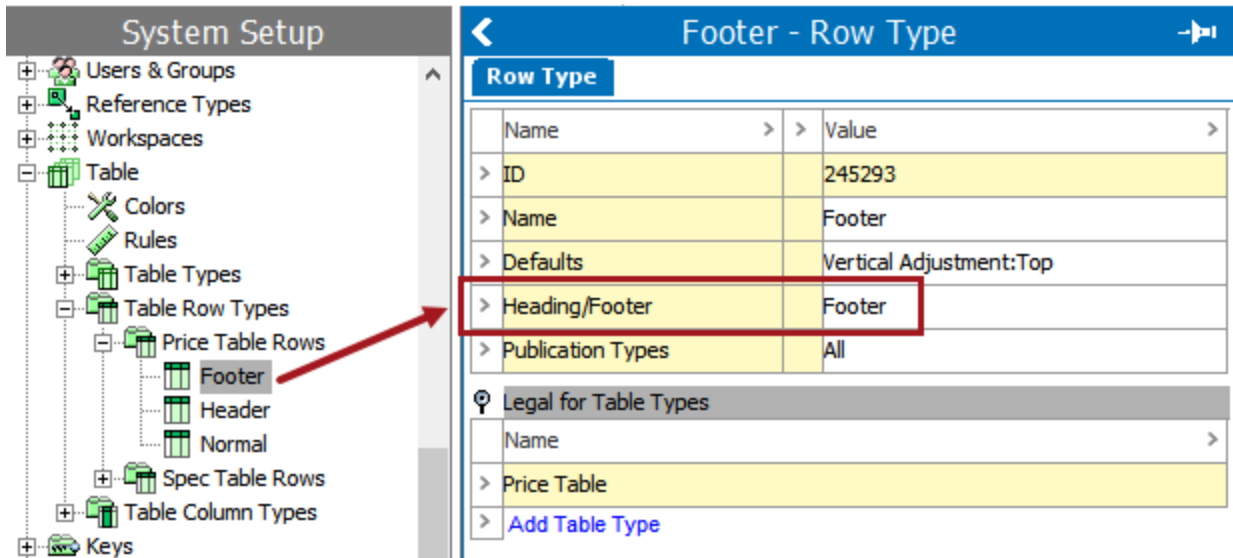 System Setup
Users & Groups
Reference Types
Workspaces
Table
Colors
Rules
Table Types
Table Row Types
Price Table Rows
Footer
Header
Normal
Spec Table Rows
Table Column Types
Keys
Footer - Row Type
Row Type
Name > > Value >
> ID 245293
> Name Footer
> Defaults Vertical Adjustment:Top
> Heading/Footer Footer
> Publication Types All
Legal for Table Types
Name >
> Price Table
> Add Table Type